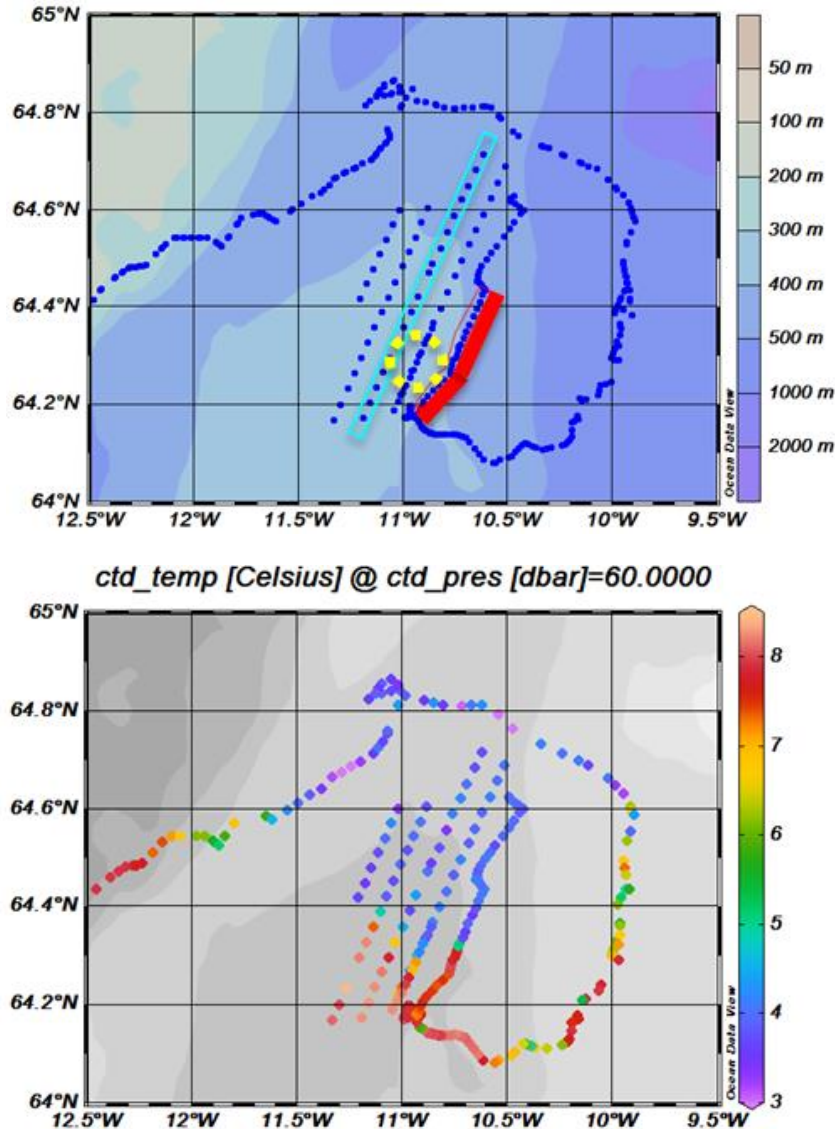 65°N
64.8°N
64.6°N
64.4°N
64.2°N
64°N
12.5°W 12°W 11.5°W 11°W 10.5°W 10°W 9.5°W
50 m
100 m
200 m
300 m
400 m
500 m
1000 m
2000 m
Ocean Data View
ctd_temp [Celsius] @ ctd_pres [dbar]=60.0000
65°N
64.8°N
64.6°N
64.4°N
64.2°N
64°N
12.5°W 12°W 11.5°W 11°W 10.5°W 10°W 9.5°W
8
7
6
5
4
3
Ocean Data View